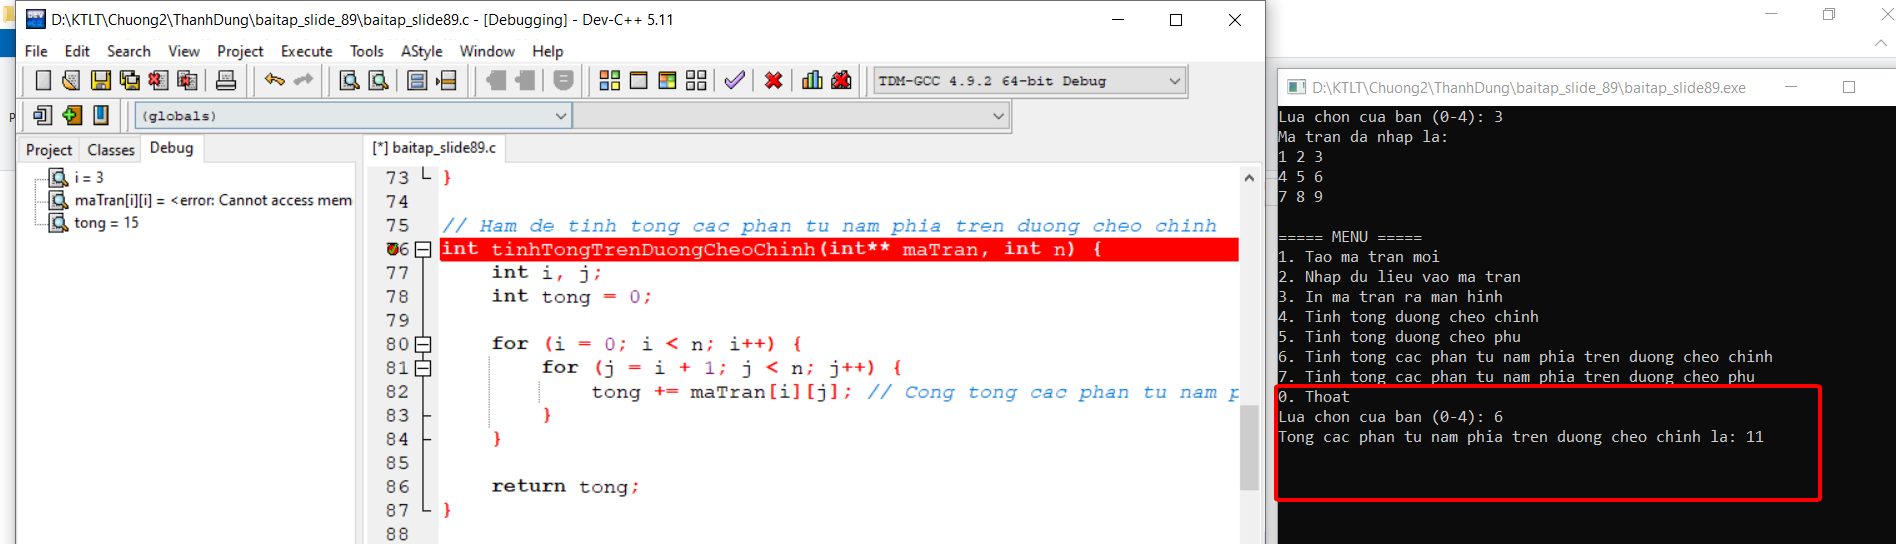 D:\KTLT\Chuong2\ThanhDung\baitap_slide_89\baitap_slide89.c - [Debugging] - Dev-C++ 5.11
File Edit Search View Project Execute Tools AStyle Window Help
TDM-GCC 4.9.2 64-bit Debug
(globals)
Project Classes Debug
i = 3
maTran[i][i] = <error: Cannot access mem
tong = 15
[*] baitap_slide89.c
73 }
74
75 // Ham de tinh tong cac phan tu nam phia tren duong cheo chinh
76 int tinhTongTrenDuongCheoChinh(int** maTran, int n) {
77 int i, j;
78 int tong = 0;
79
80 for (i = 0; i < n; i++) {
81 for (j = i + 1; j < n; j++) {
82 tong += maTran[i][j]; // Cong tong cac phan tu nam p
83 }
84 }
85
86 return tong;
87 }
88
D:\KTLT\Chuong2\ThanhDung\baitap_slide_89\baitap_slide89.exe
Lua chon cua ban (0-4): 3
Ma tran da nhap la:
1 2 3
4 5 6
7 8 9
===== MENU =====
1. Tao ma tran moi
2. Nhap du lieu vao ma tran
3. In ma tran ra man hinh
4. Tinh tong duong cheo chinh
5. Tinh tong duong cheo phu
6. Tinh tong cac phan tu nam phia tren duong cheo chinh
7. Tinh tong cac phan tu nam phia tren duong cheo phu
0. Thoat
Lua chon cua ban (0-4): 6
Tong cac phan tu nam phia tren duong cheo chinh la: 11